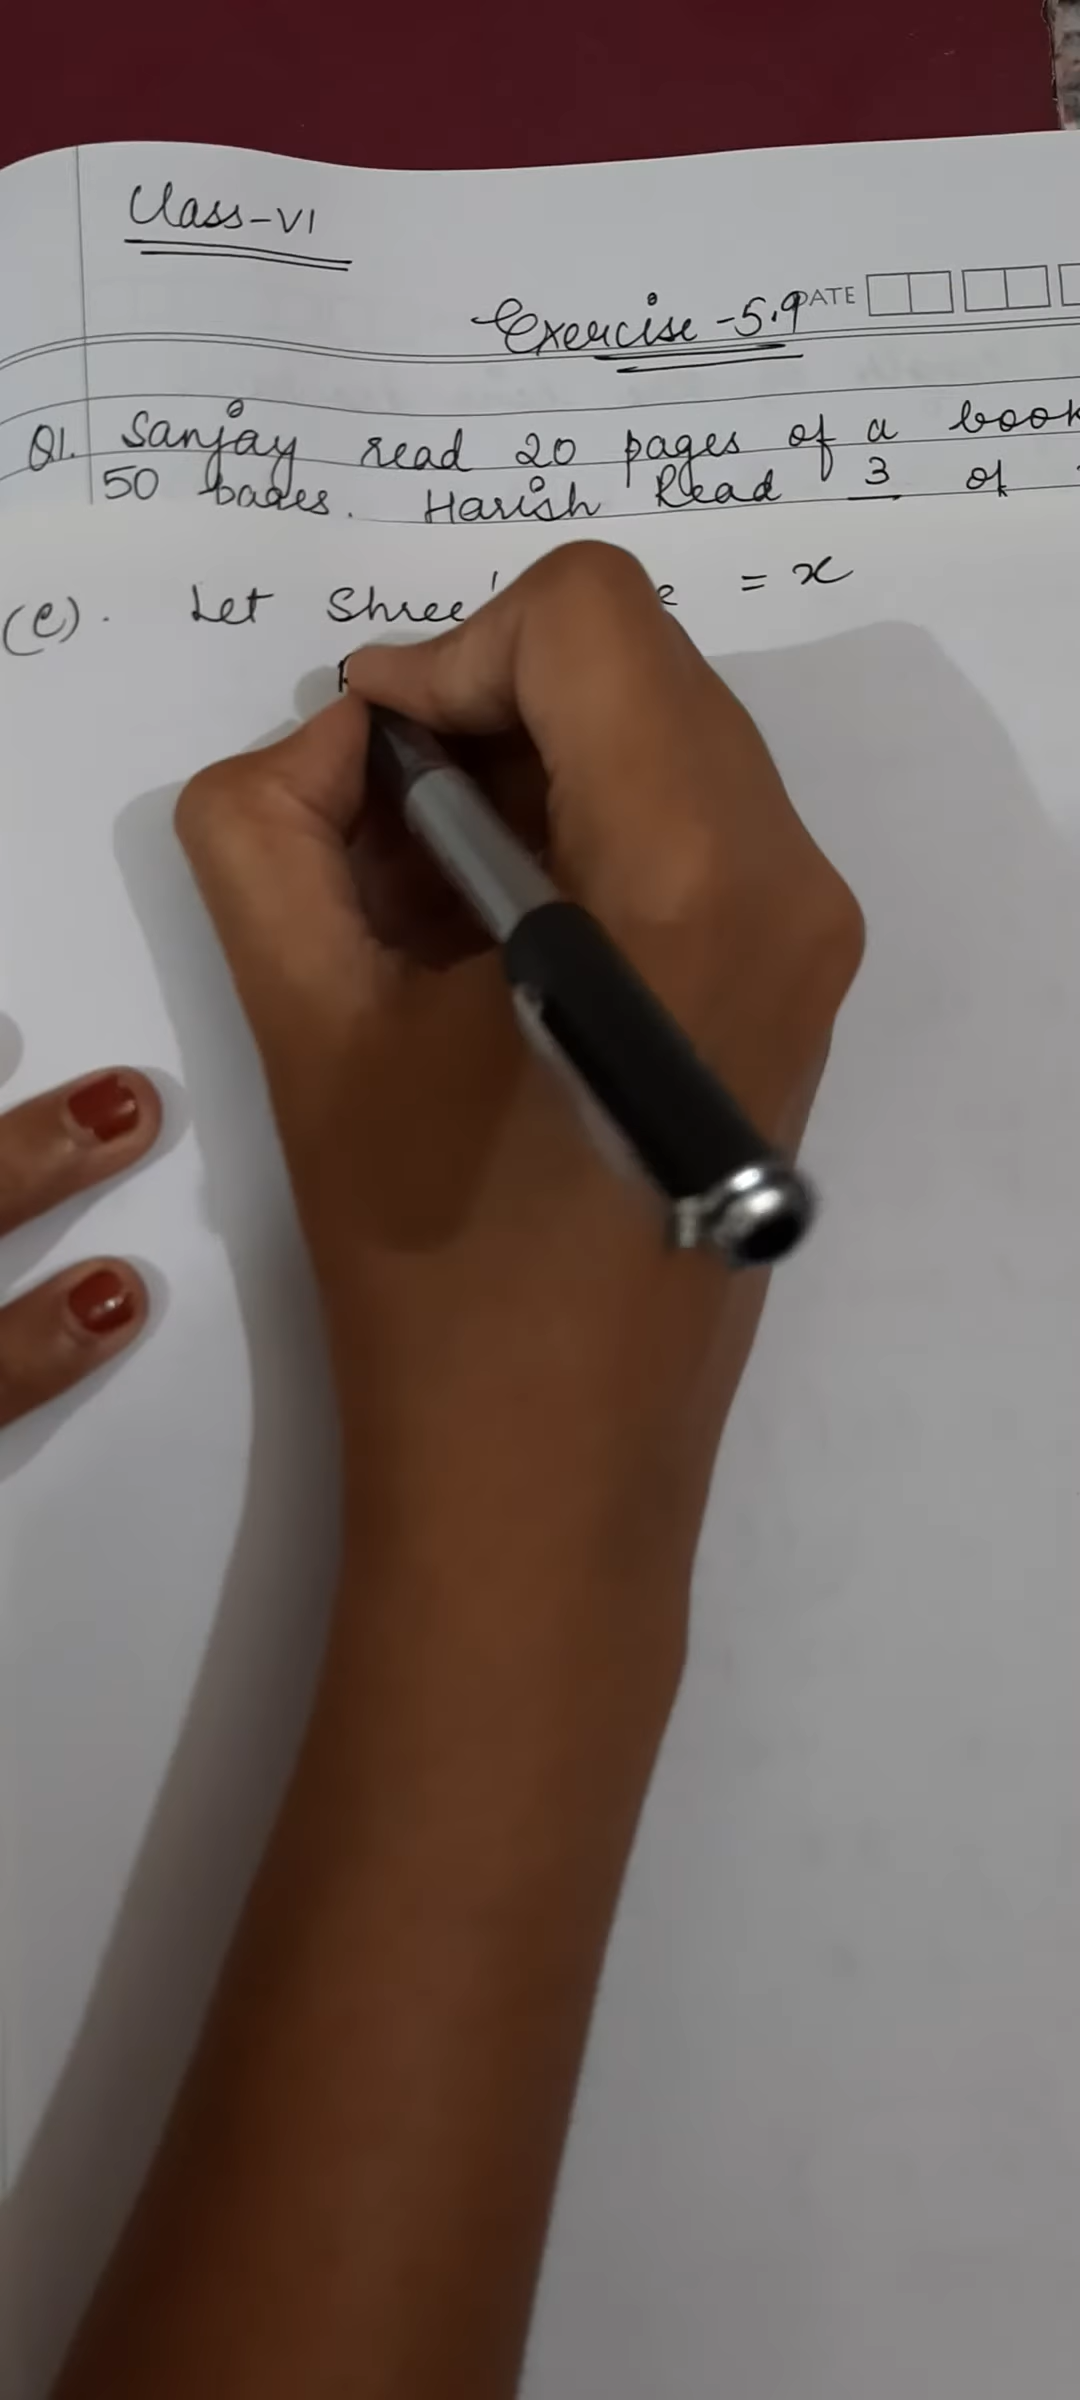 Class-VI
DATE
Exercise-5.9
Q1. Sanjay read 20 pages of a book
50 pages. Harish Read 3 of
(e). Let Shree' = x